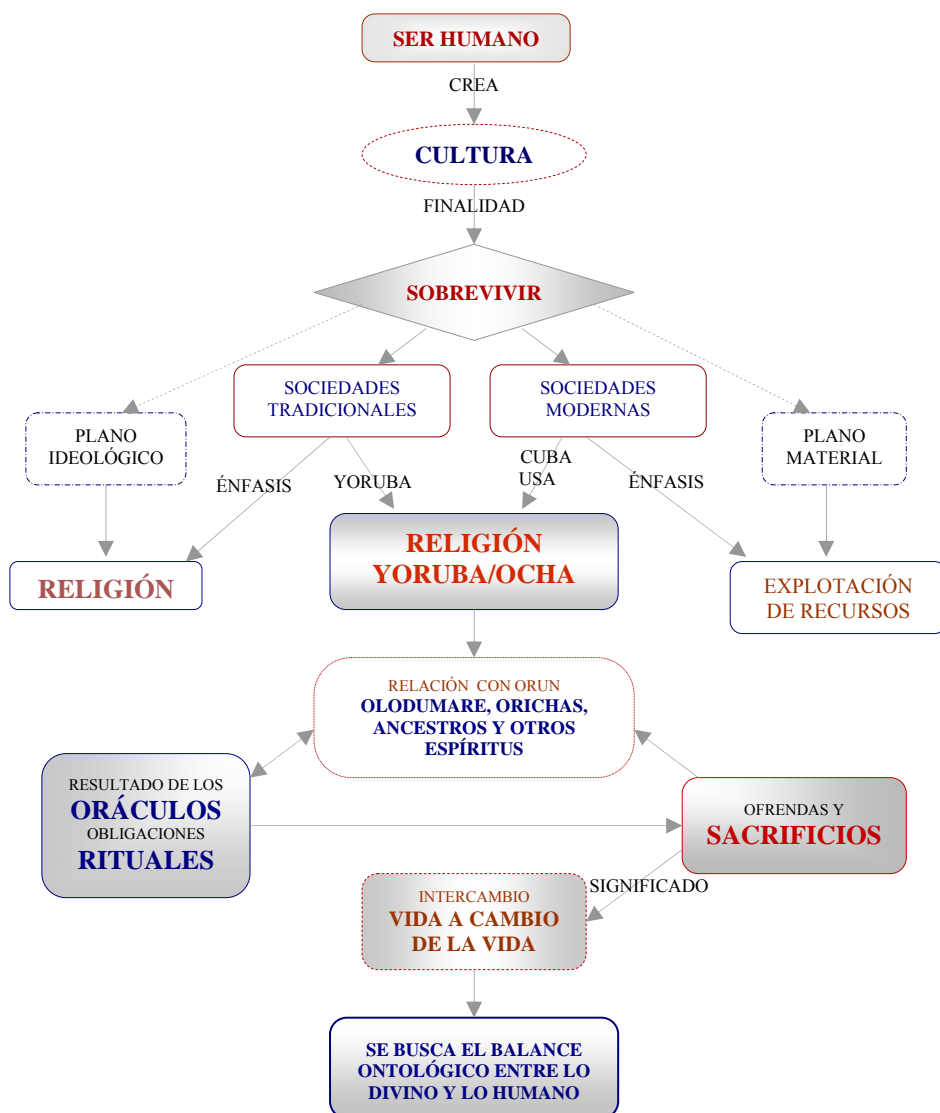 SER HUMANO
CREA
CULTURA
FINALIDAD
SOBREVIVIR
SOCIEDADES
TRADICIONALES
SOCIEDADES
MODERNAS
PLANO
IDEOLÓGICO
PLANO
MATERIAL
ÉNFASIS
YORUBA
CUBA
USA
ÉNFASIS
RELIGIÓN
RELIGIÓN
YORUBA/OCHA
EXPLOTACIÓN
DE RECURSOS
RELACIÓN CON ORUN
OLODUMARE, ORICHAS,
ANCESTROS Y OTROS
ESPÍRITUS
RESULTADO DE LOS
ORÁCULOS
OBLIGACIONES
RITUALES
OFRENDAS Y
SACRIFICIOS
SIGNIFICADO
INTERCAMBIO
VIDA A CAMBIO
DE LA VIDA
SE BUSCA EL BALANCE
ONTOLÓGICO ENTRE LO
DIVINO Y LO HUMANO